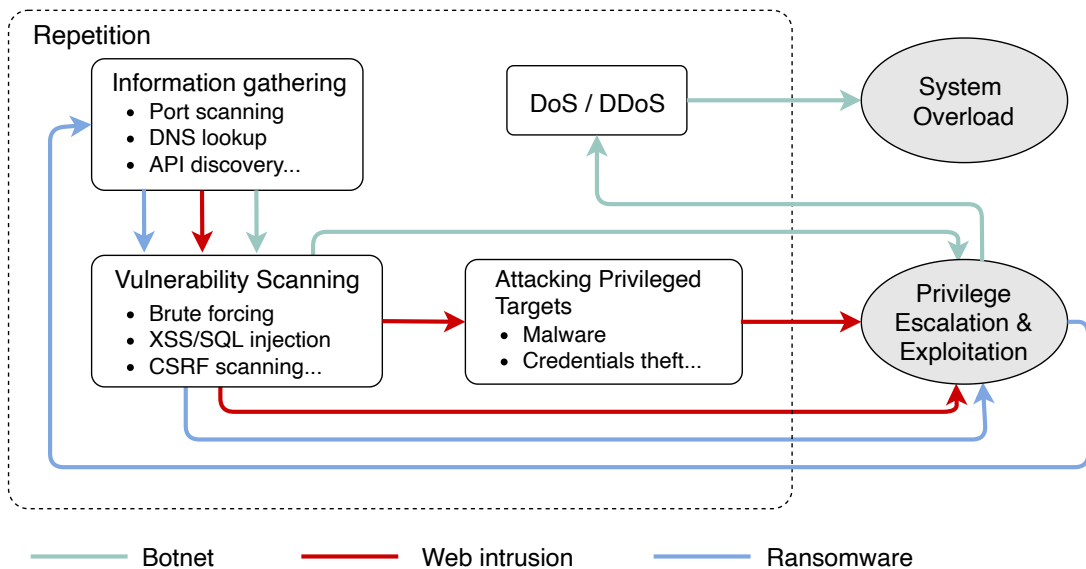 Repetition
Information gathering
• Port scanning
• DNS lookup
• API discovery...
DoS / DDoS
System
Overload
Vulnerability Scanning
• Brute forcing
• XSS/SQL injection
• CSRF scanning...
Attacking Privileged
Targets
• Malware
• Credentials theft...
Privilege
Escalation &
Exploitation
Botnet
Web intrusion
Ransomware